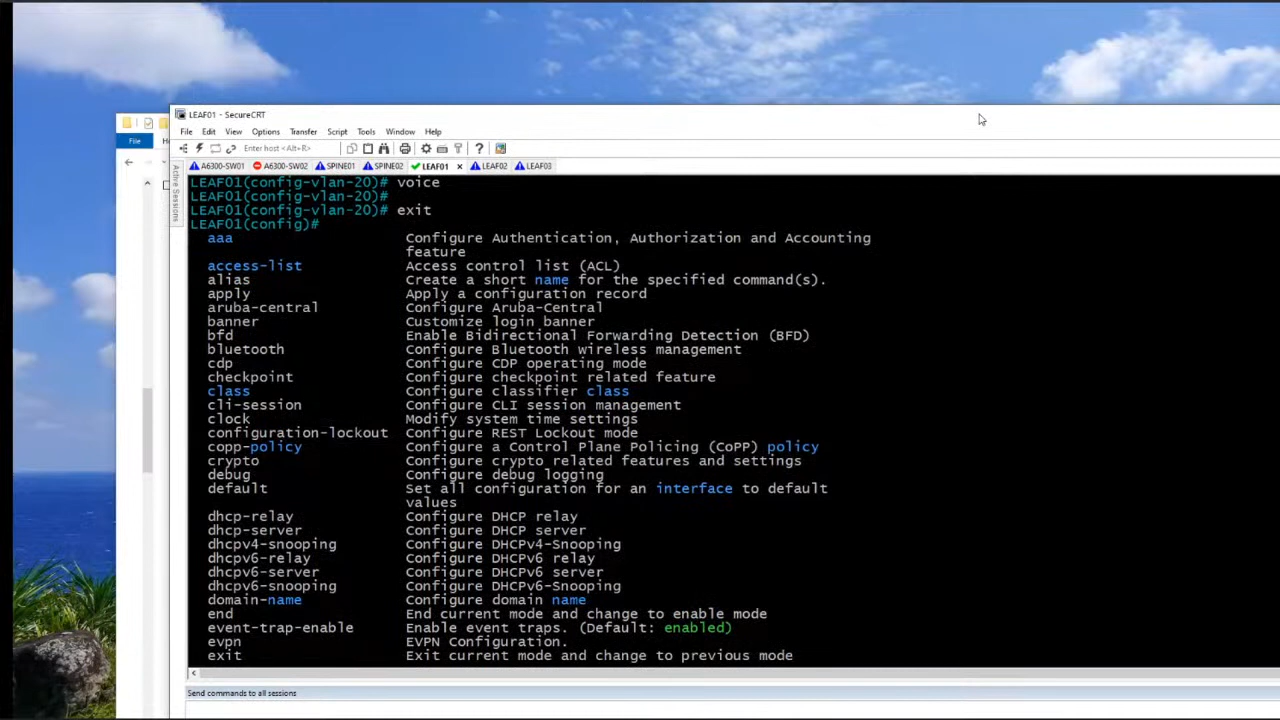 LEAF01 - SecureCRT
File Edit View Options Transfer Script Tools Window Help
Enter host <Alt+R>
File
A6300-SW01 A6300-SW02 SPINE01 SPINE02 LEAF01 x LEAF02 LEAF03
Active Sessions
LEAF01(config-vlan-20)# voice
LEAF01(config-vlan-20)#
LEAF01(config-vlan-20)# exit
LEAF01(config)#
aaa Configure Authentication, Authorization and Accounting
feature
access-list Access control list (ACL)
alias Create a short name for the specified command(s).
apply Apply a configuration record
aruba-central Configure Aruba-Central
banner Customize login banner
bfd Enable Bidirectional Forwarding Detection (BFD)
bluetooth Configure Bluetooth wireless management
cdp Configure CDP operating mode
checkpoint Configure checkpoint related feature
class Configure classifier class
cli-session Configure CLI session management
clock Modify system time settings
configuration-lockout Configure REST Lockout mode
copp-policy Configure a Control Plane Policing (CoPP) policy
crypto Configure crypto related features and settings
debug Configure debug logging
default Set all configuration for an interface to default
values
dhcp-relay Configure DHCP relay
dhcp-server Configure DHCP server
dhcpv4-snooping Configure DHCPv4-Snooping
dhcpv6-relay Configure DHCPv6 relay
dhcpv6-server Configure DHCPv6 server
dhcpv6-snooping Configure DHCPv6-Snooping
domain-name Configure domain name
end End current mode and change to enable mode
event-trap-enable Enable event traps. (Default: enabled)
evpn EVPN Configuration.
exit Exit current mode and change to previous mode
Send commands to all sessions